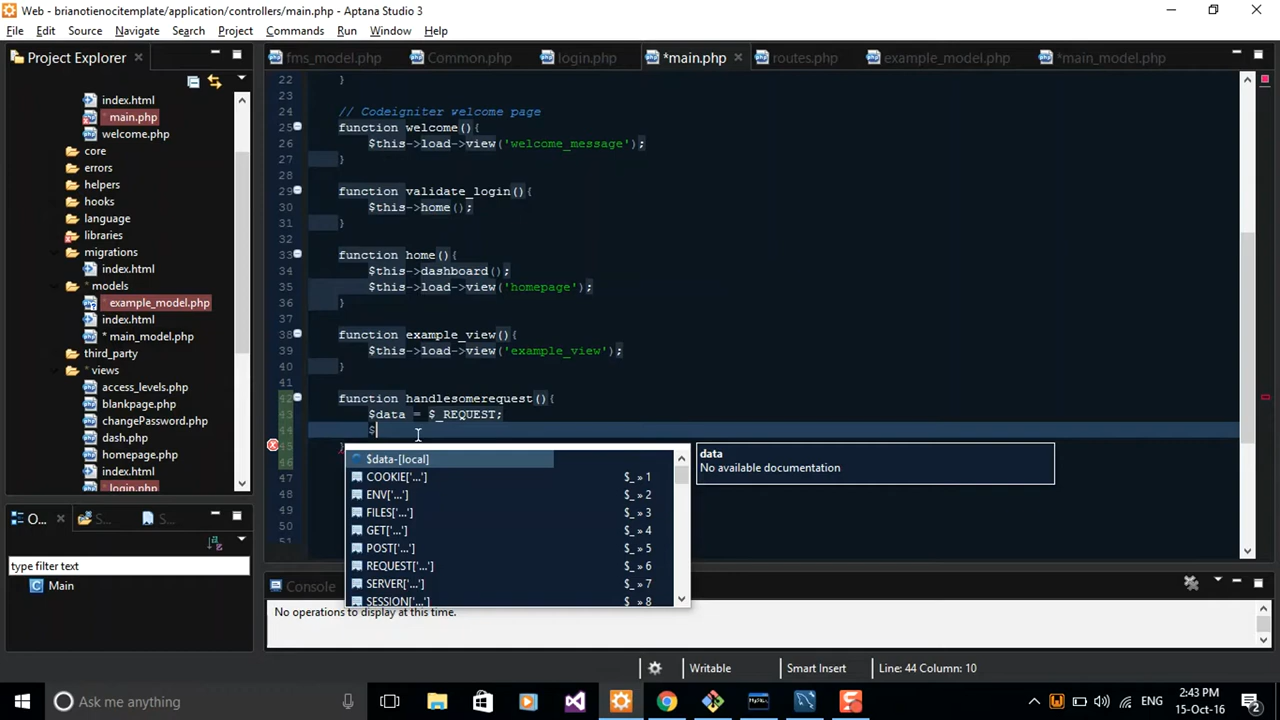 Web - brianotienocitemplate/application/controllers/main.php - Aptana Studio 3
File Edit Source Navigate Search Project Commands Run Window Help
Project Explorer
fms_model.php
Common.php
login.php
*main.php
routes.php
example_model.php
*main_model.php
index.html
* main.php
welcome.php
core
errors
helpers
hooks
language
libraries
migrations
index.html
* models
* example_model.php
index.html
* main_model.php
third_party
* views
access_levels.php
blankpage.php
changePassword.php
dash.php
homepage.php
index.html
* login.php
22 }
23
24 // Codeigniter welcome page
25 function welcome(){
26 $this->load->view('welcome_message');
27 }
28
29 function validate_login(){
30 $this->home();
31 }
32
33 function home(){
34 $this->dashboard();
35 $this->load->view('homepage');
36 }
37
38 function example_view(){
39 $this->load->view('example_view');
40 }
41
42 function handlesomerequest(){
43 $data = $_REQUEST;
44 $
45 }
46
47
48
49
50
51
$data-[local]
COOKIE['...'] $_ » 1
ENV['...'] $_ » 2
FILES['...'] $_ » 3
GET['...'] $_ » 4
POST['...'] $_ » 5
REQUEST['...'] $_ » 6
SERVER['...'] $_ » 7
SESSION['...'] $_ » 8
data
No available documentation
O...
S...
S...
type filter text
Main
Console
No operations to display at this time.
Writable
Smart Insert
Line: 44 Column: 10
Ask me anything
ENG
2:43 PM
15-Oct-16
2